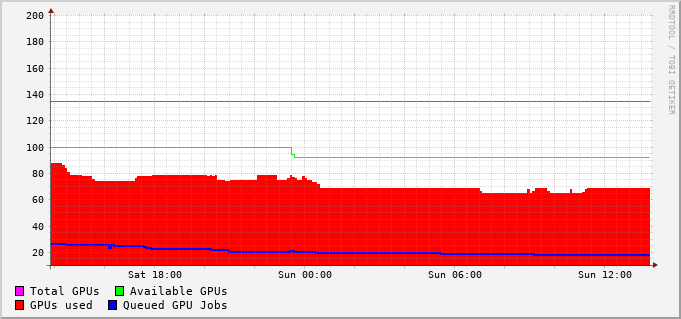 200
180
160
140
120
100
80
60
40
20
Sat 18:00 Sun 00:00 Sun 06:00 Sun 12:00
Total GPUs Available GPUs
GPUs used Queued GPU Jobs
RRDTOOL / TOBI OETIKER